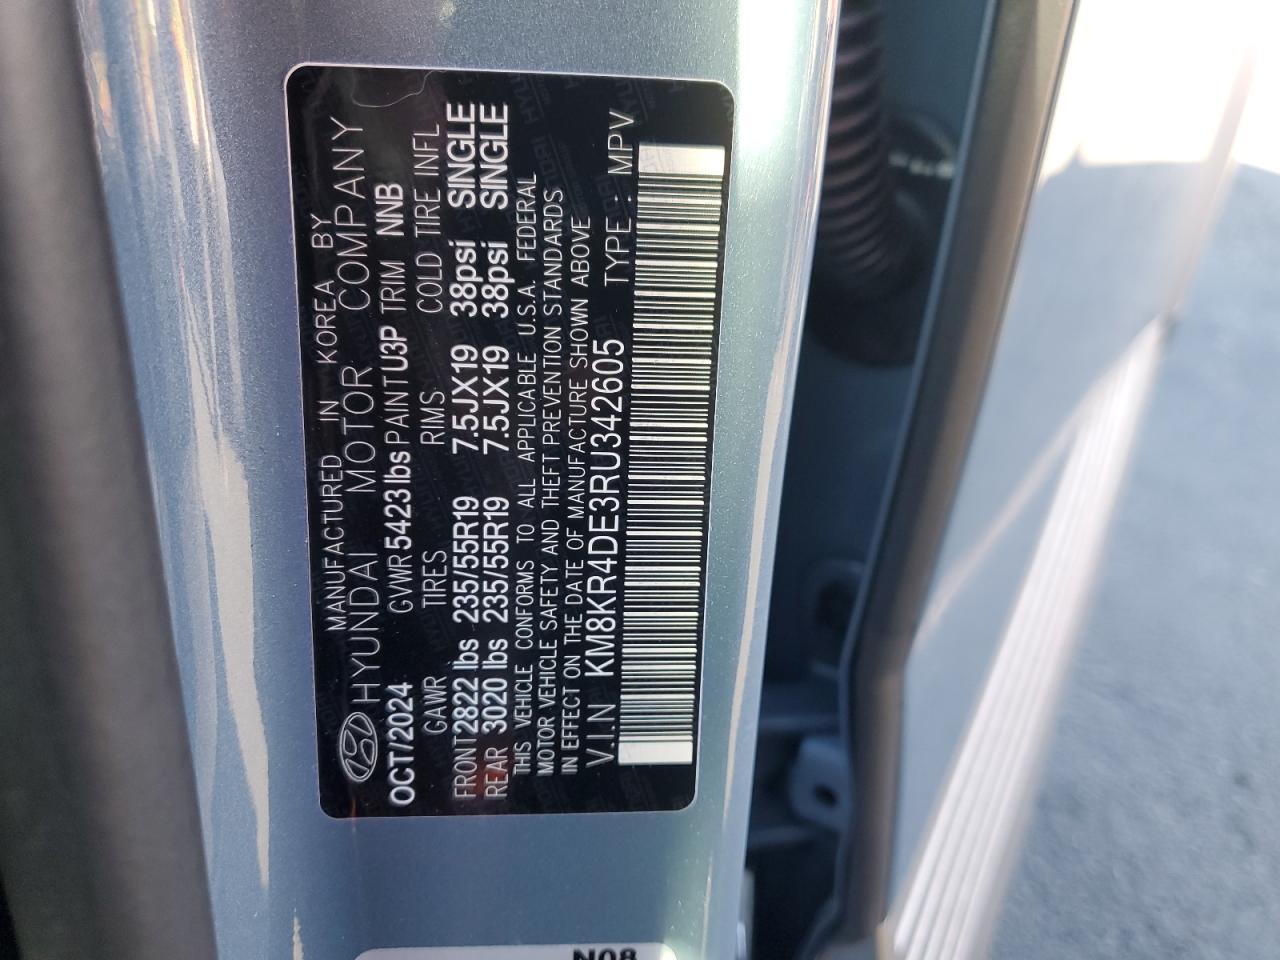 MANUFACTURED IN KOREA BY
HYUNDAI MOTOR COMPANY
OCT/2024 GVWR 5423 lbs PAINT U3P TRIM NNB
GAWR TIRES RIMS COLD TIRE INFL
FRONT 2822 lbs 235/55R19 7.5JX19 38psi SINGLE
REAR 3020 lbs 235/55R19 7.5JX19 38psi SINGLE
THIS VEHICLE CONFORMS TO ALL APPLICABLE U.S.A. FEDERAL
MOTOR VEHICLE SAFETY AND THEFT PREVENTION STANDARDS
IN EFFECT ON THE DATE OF MANUFACTURE SHOWN ABOVE
V.I.N KM8KR4DE3RU342605 TYPE : MPV
N08